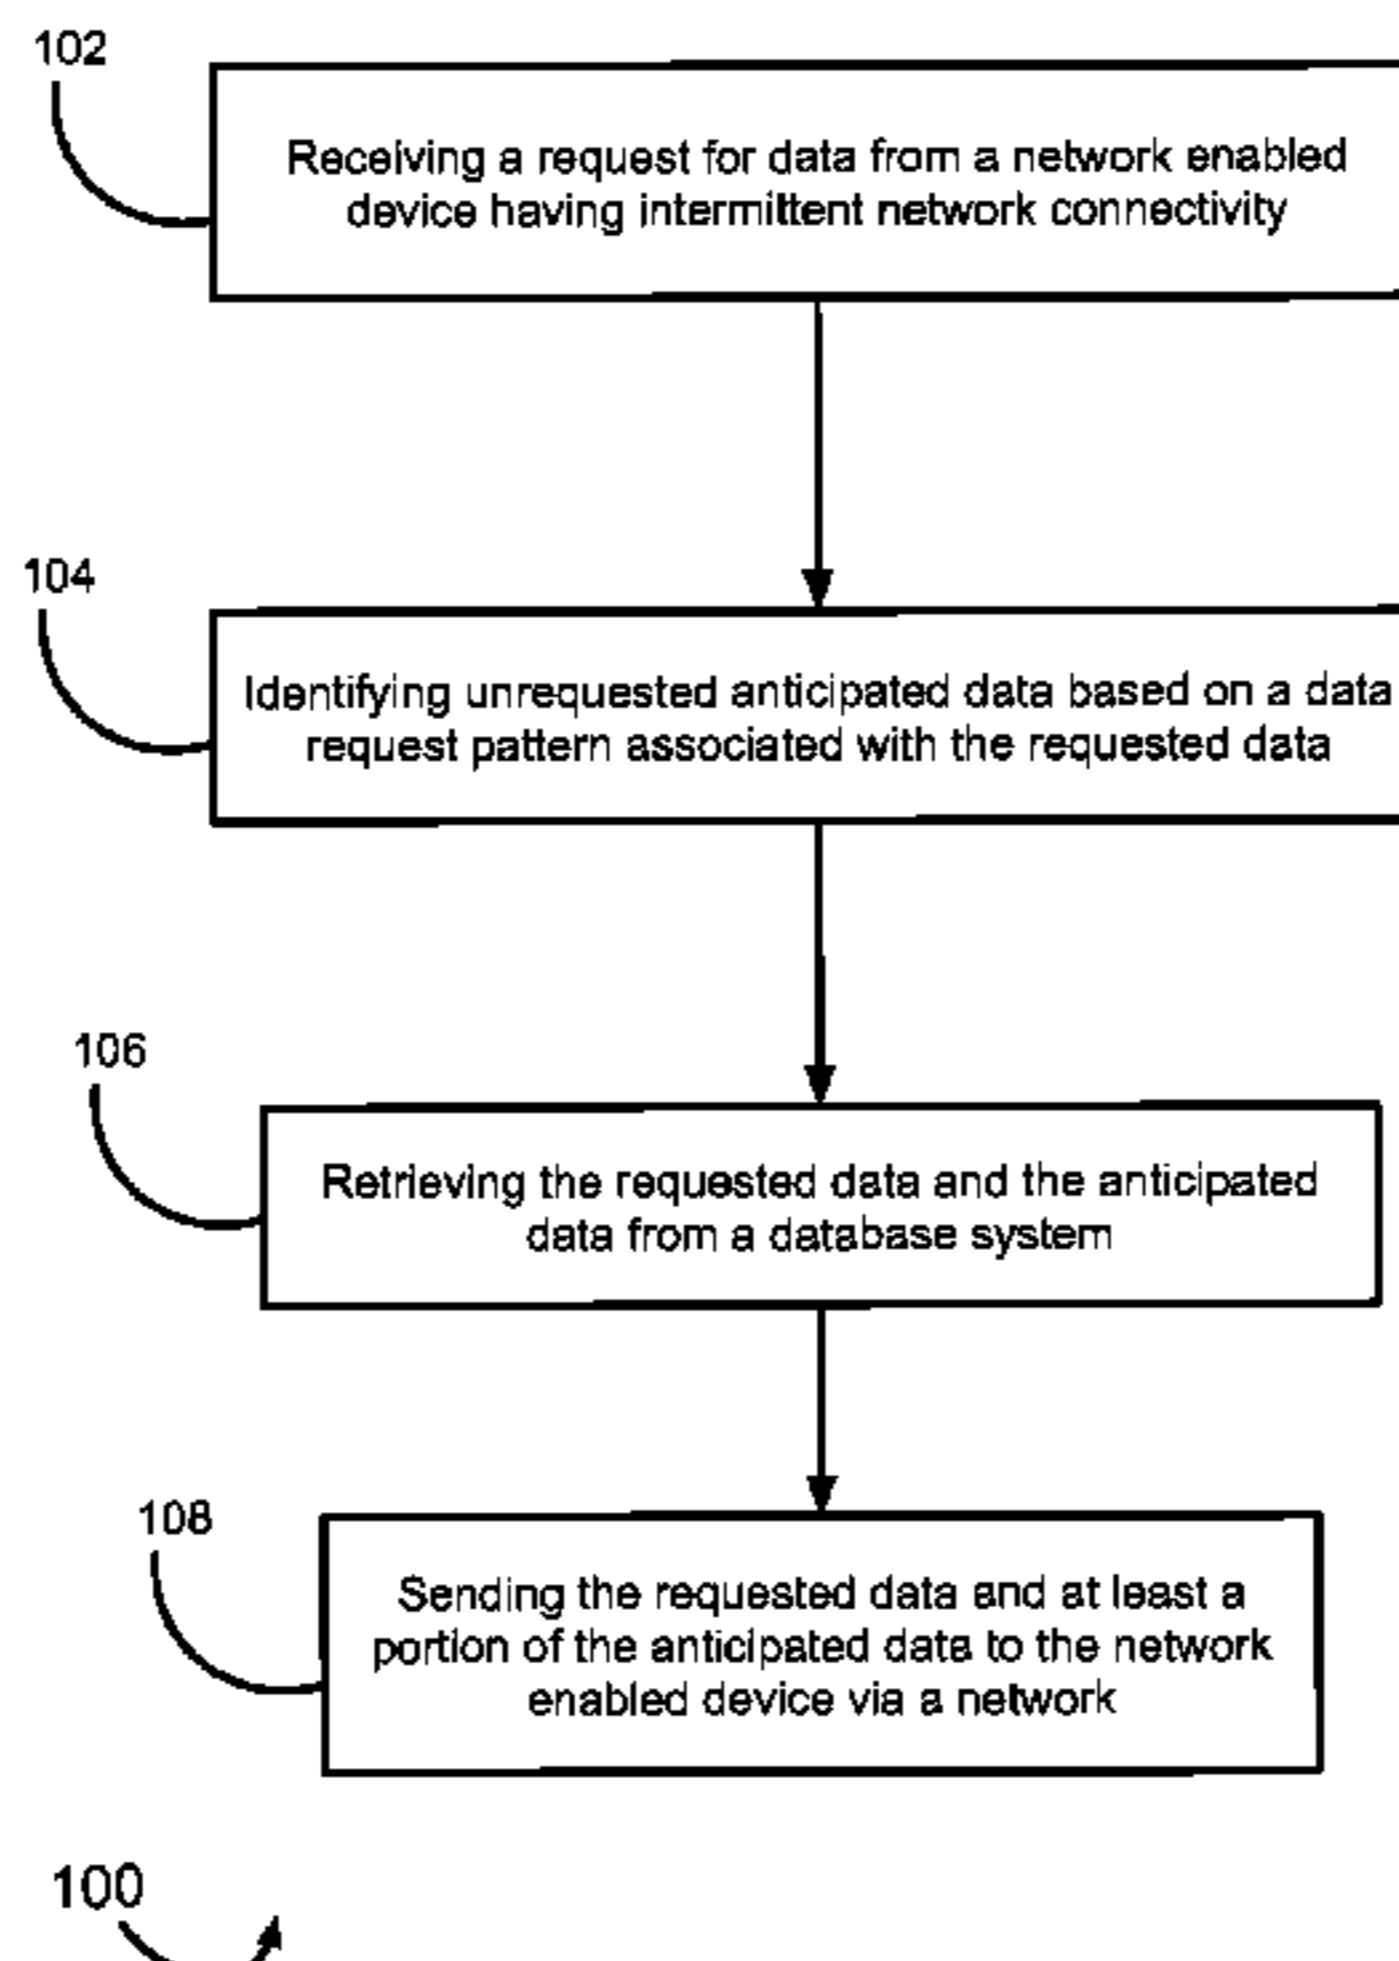 102
Receiving a request for data from a network enabled
device having intermittent network connectivity
104
Identifying unrequested anticipated data based on a data
request pattern associated with the requested data
106
Retrieving the requested data and the anticipated
data from a database system
108
Sending the requested data and at least a
portion of the anticipated data to the network
enabled device via a network
100